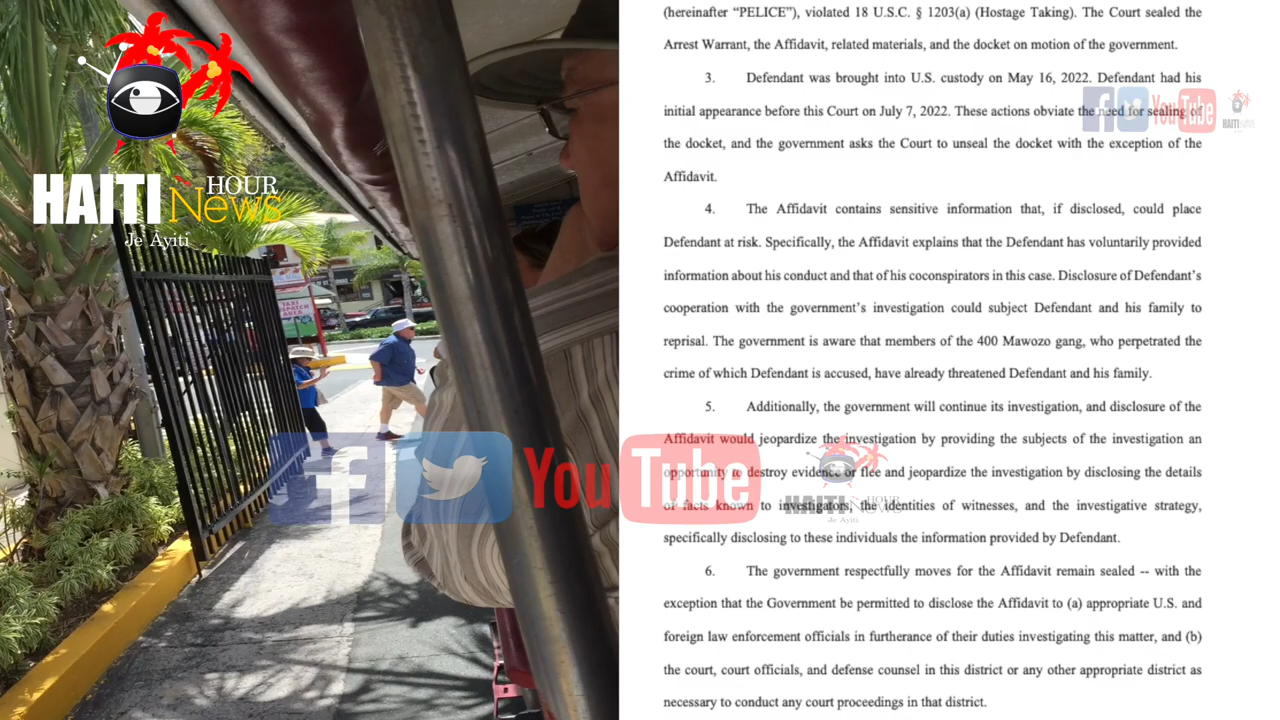 HAITI HOUR
News
Je Ayiti
TAXI
DISPATCH
AREA
f You Tube
HAITI HOUR
NEWS
Je Ayiti
(hereinafter “PELICE”), violated 18 U.S.C. § 1203(a) (Hostage Taking). The Court sealed the
Arrest Warrant, the Affidavit, related materials, and the docket on motion of the government.
3. Defendant was brought into U.S. custody on May 16, 2022. Defendant had his
initial appearance before this Court on July 7, 2022. These actions obviate the need for sealing of
the docket, and the government asks the Court to unseal the docket with the exception of the
Affidavit.
4. The Affidavit contains sensitive information that, if disclosed, could place
Defendant at risk. Specifically, the Affidavit explains that the Defendant has voluntarily provided
information about his conduct and that of his coconspirators in this case. Disclosure of Defendant’s
cooperation with the government’s investigation could subject Defendant and his family to
reprisal. The government is aware that members of the 400 Mawozo gang, who perpetrated the
crime of which Defendant is accused, have already threatened Defendant and his family.
5. Additionally, the government will continue its investigation, and disclosure of the
Affidavit would jeopardize the investigation by providing the subjects of the investigation an
opportunity to destroy evidence or flee and jeopardize the investigation by disclosing the details
of facts known to investigators, the identities of witnesses, and the investigative strategy,
specifically disclosing to these individuals the information provided by Defendant.
6. The government respectfully moves for the Affidavit remain sealed -- with the
exception that the Government be permitted to disclose the Affidavit to (a) appropriate U.S. and
foreign law enforcement officials in furtherance of their duties investigating this matter, and (b)
the court, court officials, and defense counsel in this district or any other appropriate district as
necessary to conduct any court proceedings in that district.
f You Tube
HAITI NEWS